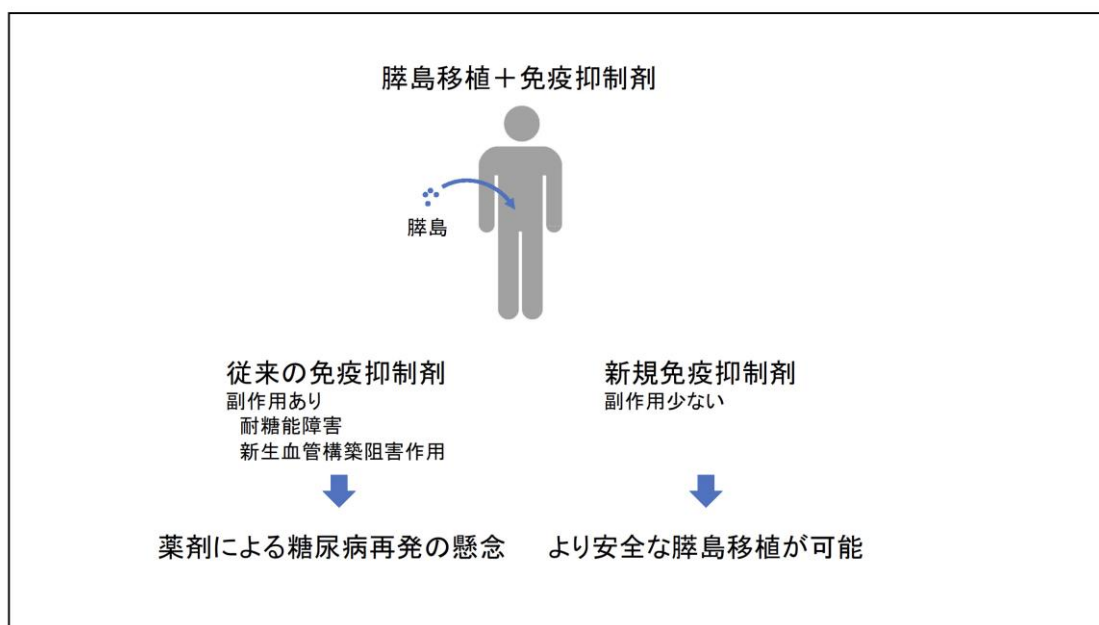 膵島移植＋免疫抑制剤
膵島
従来の免疫抑制剤
副作用あり
耐糖能障害
新生血管構築阻害作用
薬剤による糖尿病再発の懸念
新規免疫抑制剤
副作用少ない
より安全な膵島移植が可能